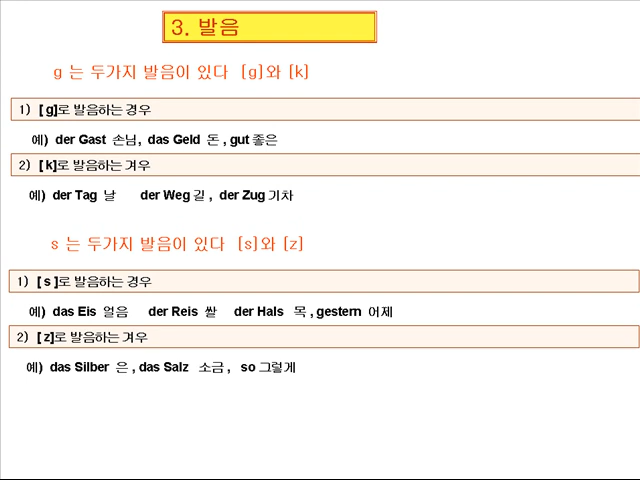 3. 발음
g 는 두가지 발음이 있다 [g]와 [k]
1) [g]로 발음하는 경우
예) der Gast 손님, das Geld 돈, gut 좋은
2) [k]로 발음하는 겨우
예) der Tag 날 der Weg 길, der Zug 기차
s 는 두가지 발음이 있다 [s]와 [z]
1) [s]로 발음하는 경우
예) das Eis 얼음 der Reis 쌀 der Hals 목, gestern 어제
2) [z]로 발음하는 겨우
예) das Silber 은, das Salz 소금, so 그렇게